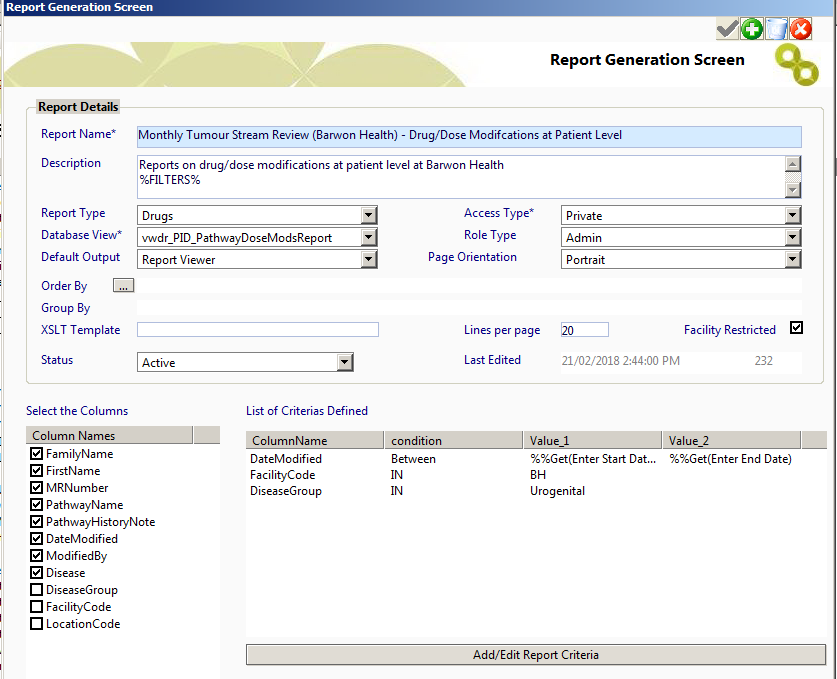 Report Generation Screen
Report Generation Screen
Report Details
Report Name* Monthly Tumour Stream Review (Barwon Health) - Drug/Dose Modifcations at Patient Level
Description Reports on drug/dose modifications at patient level at Barwon Health
%FILTERS%
Report Type Drugs Access Type* Private
Database View* vwdr_PID_PathwayDoseModsReport Role Type Admin
Default Output Report Viewer Page Orientation Portrait
Order By ...
Group By
XSLT Template Lines per page 20 Facility Restricted
Status Active Last Edited 21/02/2018 2:44:00 PM 232
Select the Columns
Column Names
FamilyName
FirstName
MRNumber
PathwayName
PathwayHistoryNote
DateModified
ModifiedBy
Disease
DiseaseGroup
FacilityCode
LocationCode
List of Criterias Defined
ColumnName condition Value_1 Value_2
DateModified Between %%Get(Enter Start Dat... %%Get(Enter End Date)
FacilityCode IN BH
DiseaseGroup IN Urogenital
Add/Edit Report Criteria